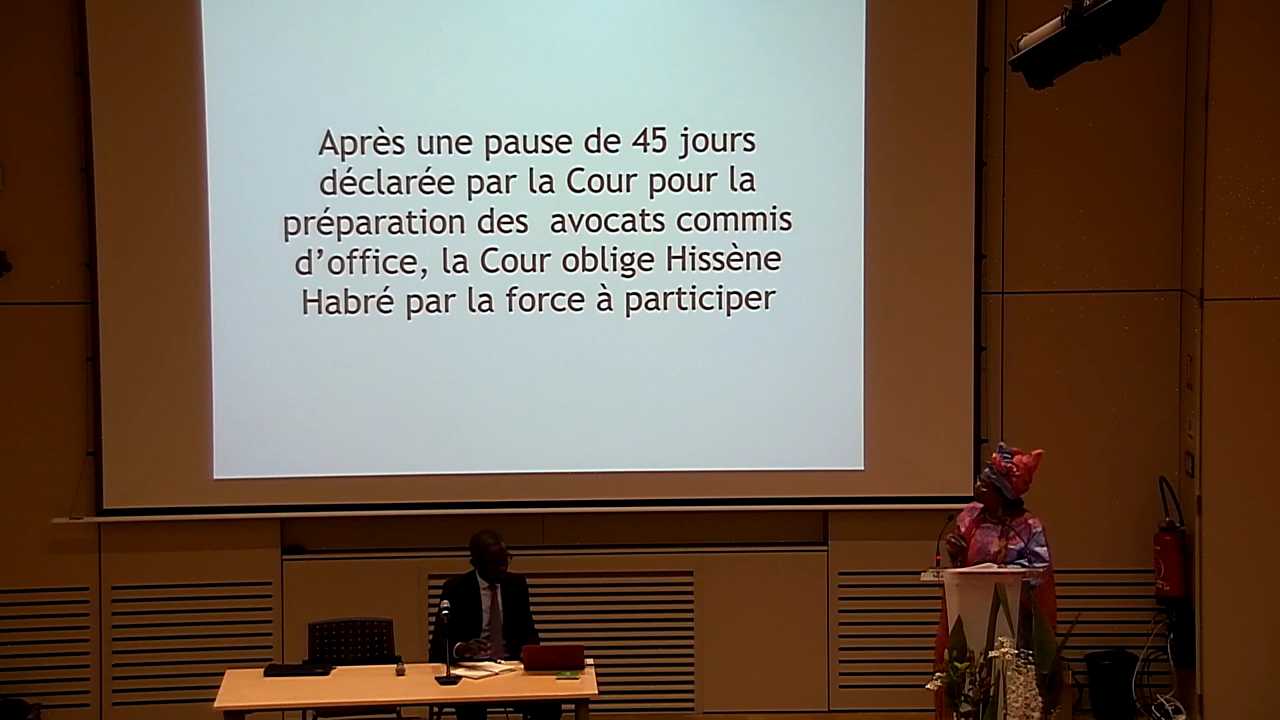 Après une pause de 45 jours
déclarée par la Cour pour la
préparation des  avocats commis
d’office, la Cour oblige Hissène
Habré par la force à participer